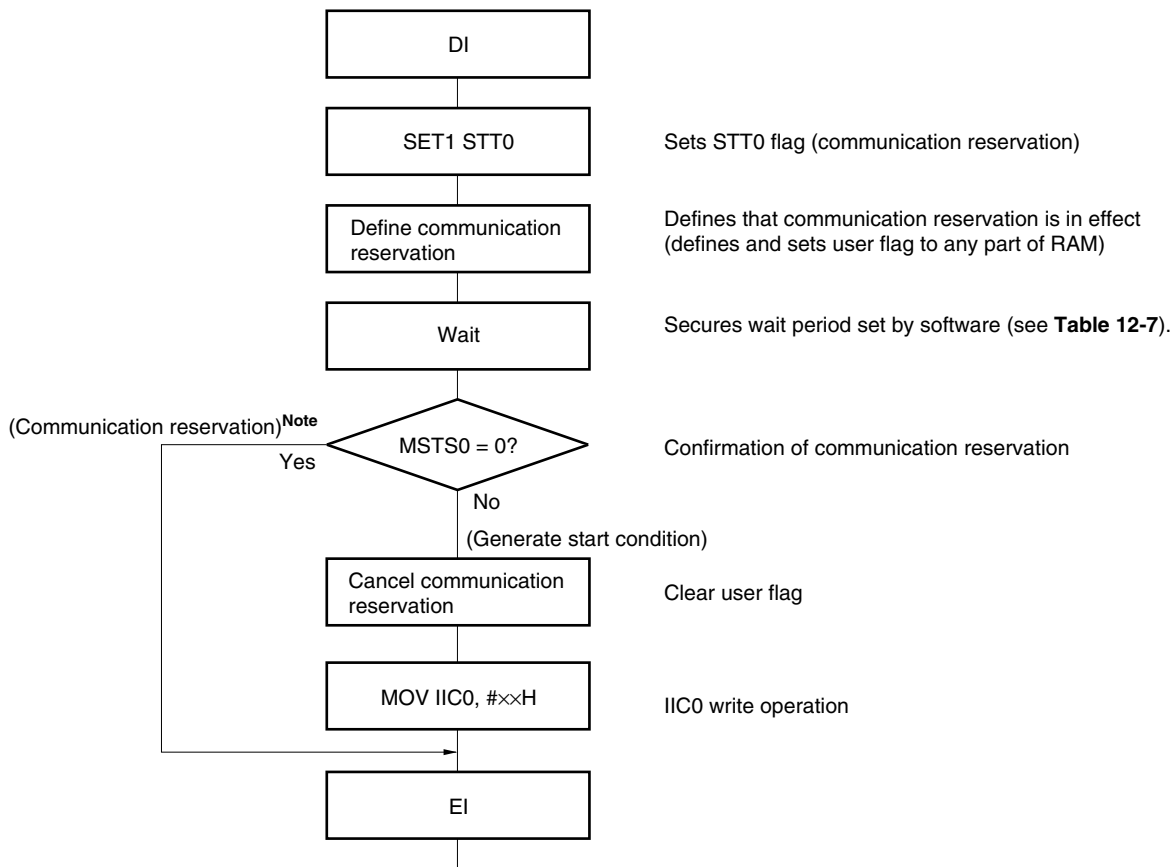 DI
SET1 STT0
Sets STT0 flag (communication reservation)
Define communication
reservation
Defines that communication reservation is in effect
(defines and sets user flag to any part of RAM)
Wait
Secures wait period set by software (see Table 12-7).
(Communication reservation)Note
Yes
MSTS0 = 0?
Confirmation of communication reservation
No
(Generate start condition)
Cancel communication
reservation
Clear user flag
MOV IIC0, #××H
IIC0 write operation
EI